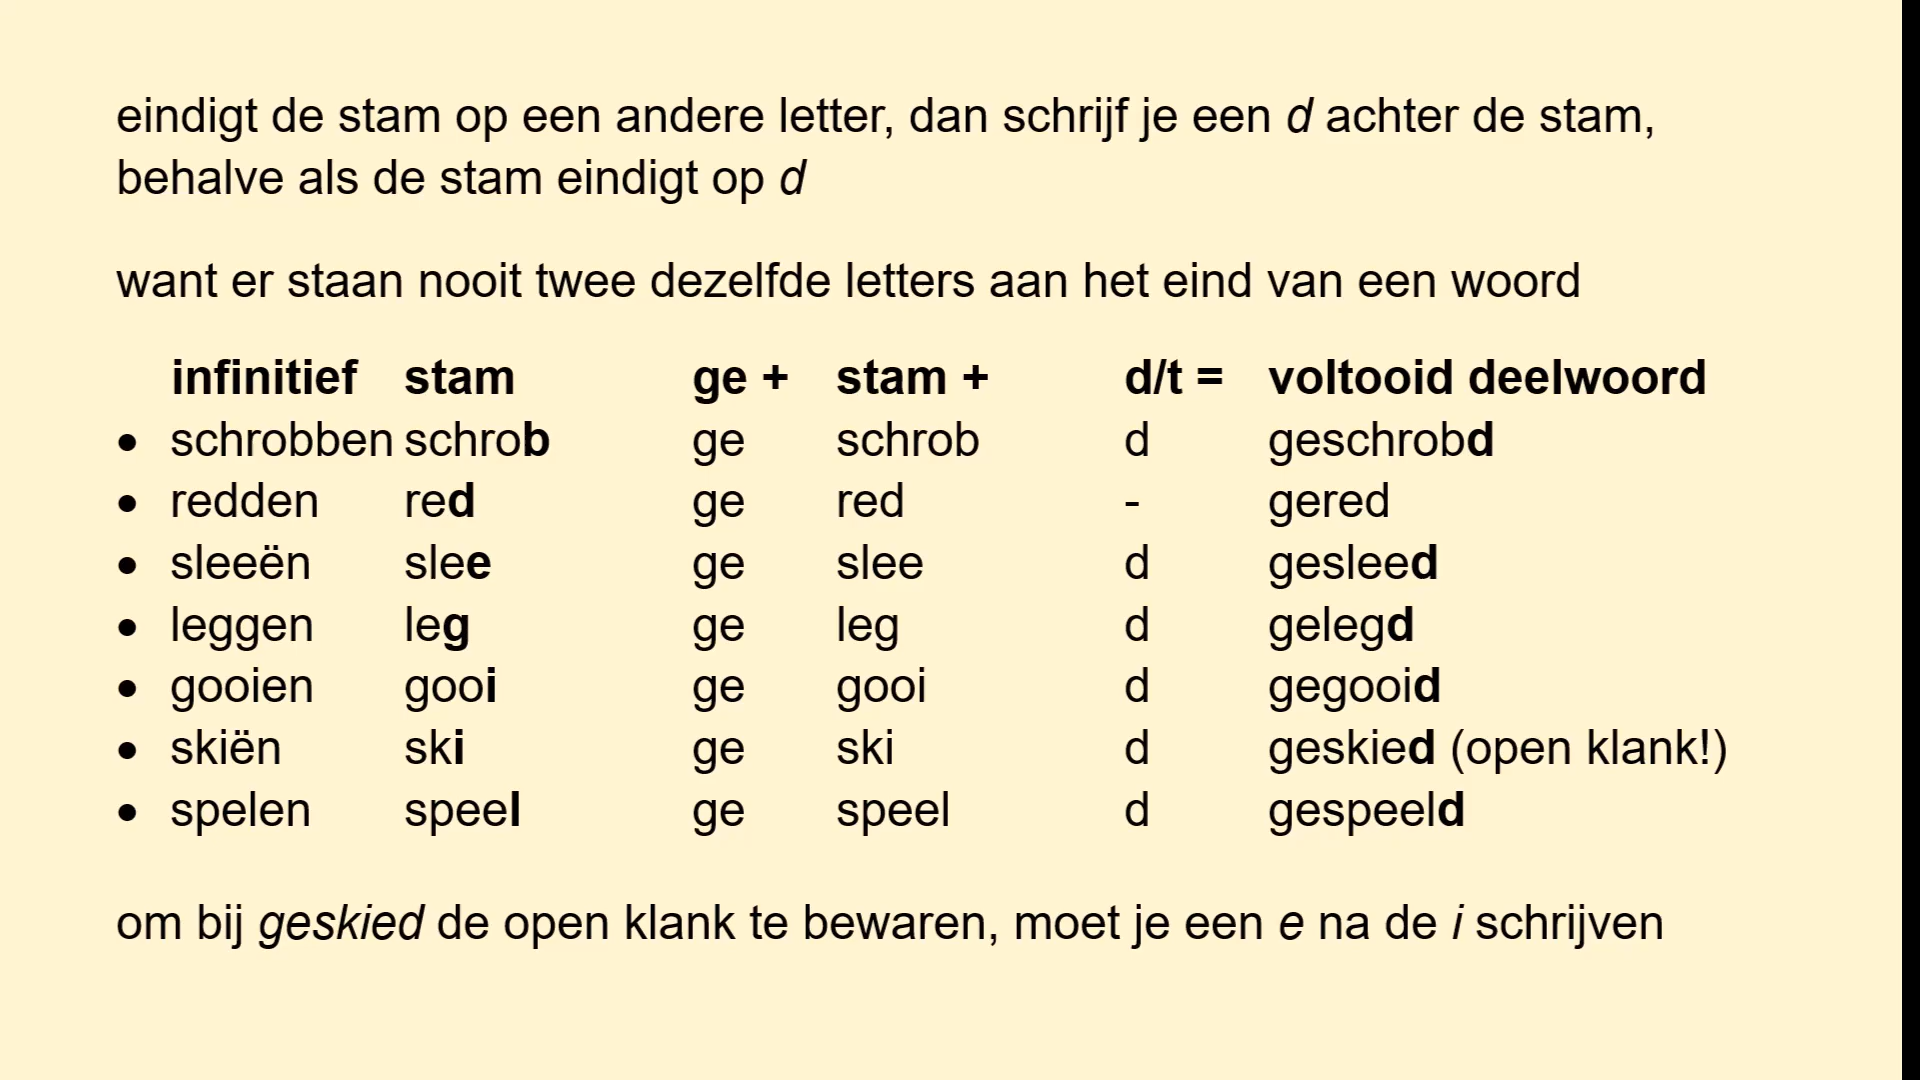 eindigt de stam op een andere letter, dan schrijf je een d achter de stam,
behalve als de stam eindigt op d
want er staan nooit twee dezelfde letters aan het eind van een woord
infinitief stam ge + stam + d/t = voltooid deelwoord
• schrobben schrob ge schrob d geschrobd
• redden red ge red - gered
• sleeën slee ge slee d gesleed
• leggen leg ge leg d gelegd
• gooien gooi ge gooi d gegooid
• skiën ski ge ski d geskied (open klank!)
• spelen speel ge speel d gespeeld
om bij geskied de open klank te bewaren, moet je een e na de i schrijven